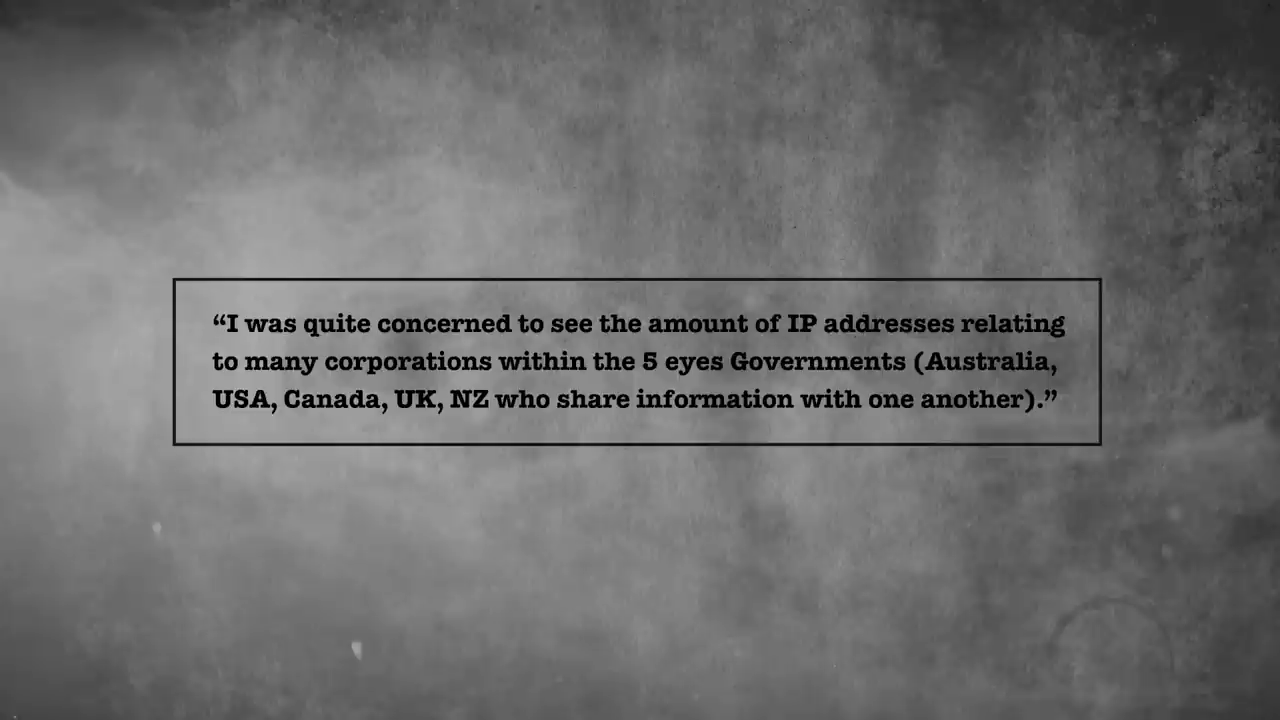 “I was quite concerned to see the amount of IP addresses relating
to many corporations within the 5 eyes Governments (Australia,
USA, Canada, UK, NZ who share information with one another).”